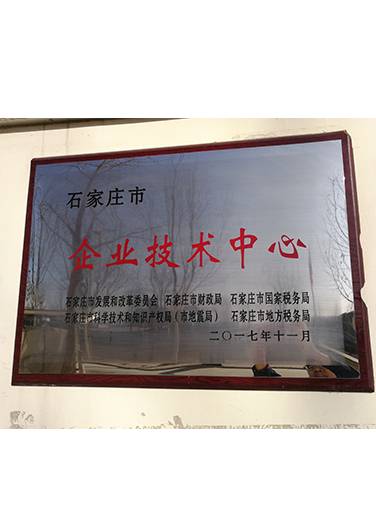 石家庄市
企业技术中心
石家庄市发展和改革委员会 石家庄市财政局 石家庄市国家税务局
石家庄市科学技术和知识产权局(市地震局) 石家庄市地方税务局
二〇一七年十一月